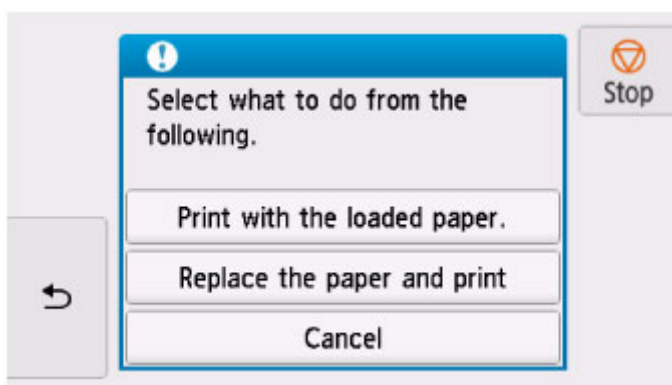 Select what to do from the
following.
Stop
Print with the loaded paper.
Replace the paper and print
Cancel